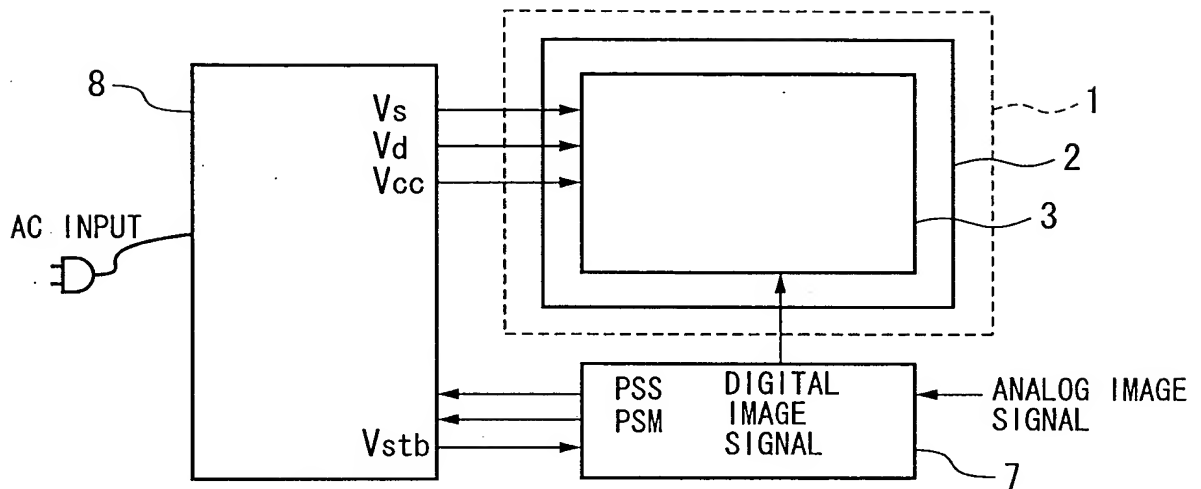 8
Vs
Vd
Vcc
1
2
3
AC INPUT
PSS
PSM
Vstb
DIGITAL
IMAGE
SIGNAL
ANALOG IMAGE
SIGNAL
7